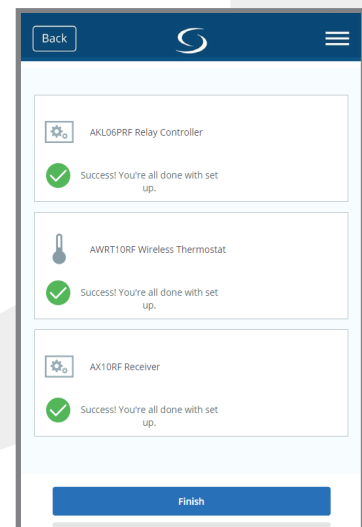 Back
AKL06PRF Relay Controller
Success! You're all done with set
up.
AWRT10RF Wireless Thermostat
Success! You're all done with set
up.
AX10RF Receiver
Success! You're all done with set
up.
Finish